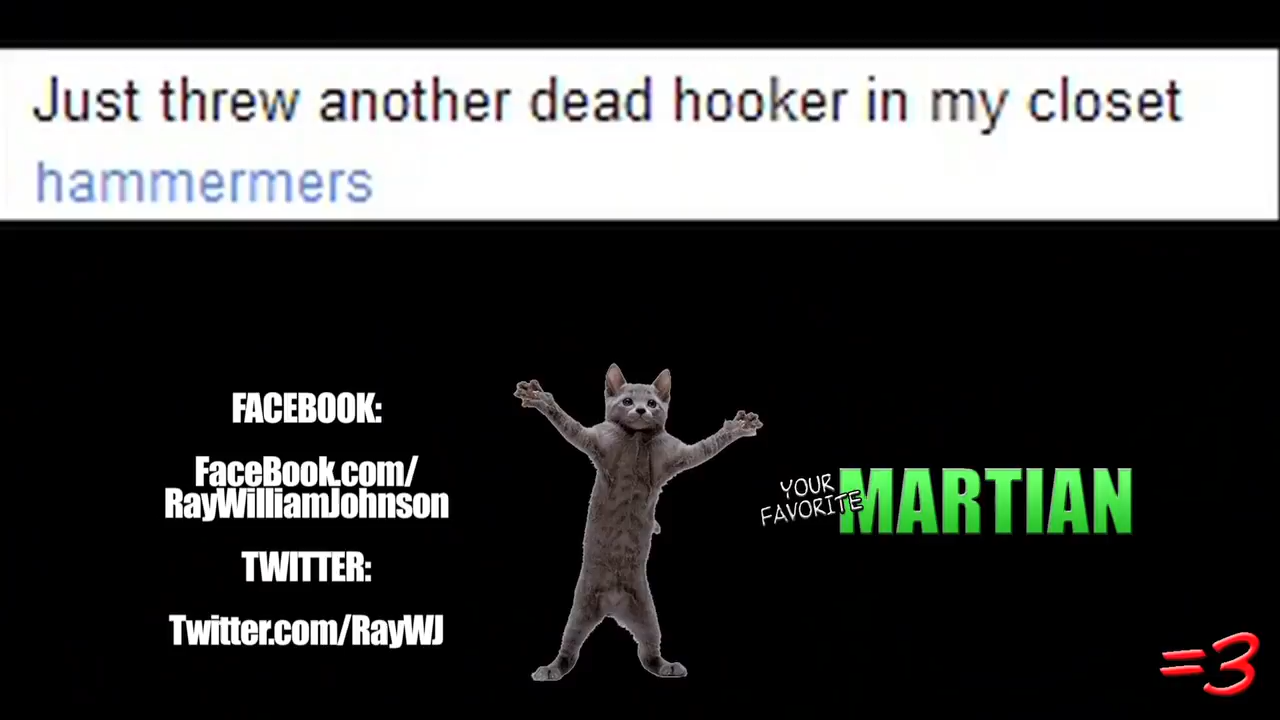 Just threw another dead hooker in my closet
hammermers
FACEBOOK:
FaceBook.com/
RayWilliamJohnson
TWITTER:
Twitter.com/RayWJ
YOUR
FAVORITE
MARTIAN
=3